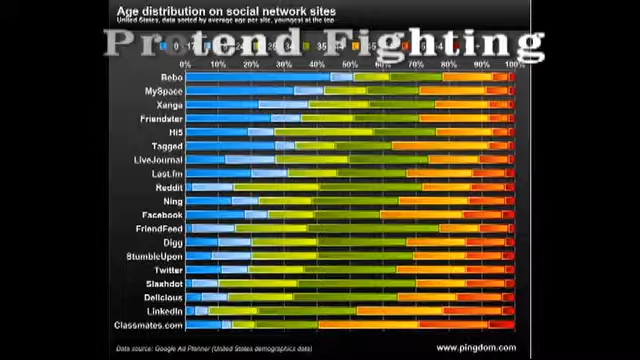 Age distribution on social network sites
United States, data sorted by average age per site, youngest at the top
Pretend Fighting
0% 10% 20% 30% 40% 50% 60% 70% 80% 90% 100%
Bebo
MySpace
Xanga
Friendster
Hi5
Tagged
LiveJournal
Last.fm
Reddit
Ning
Facebook
FriendFeed
Digg
StumbleUpon
Twitter
Slashdot
Delicious
LinkedIn
Classmates.com
Data source: Google Ad Planner (United States demographics data)
www.pingdom.com